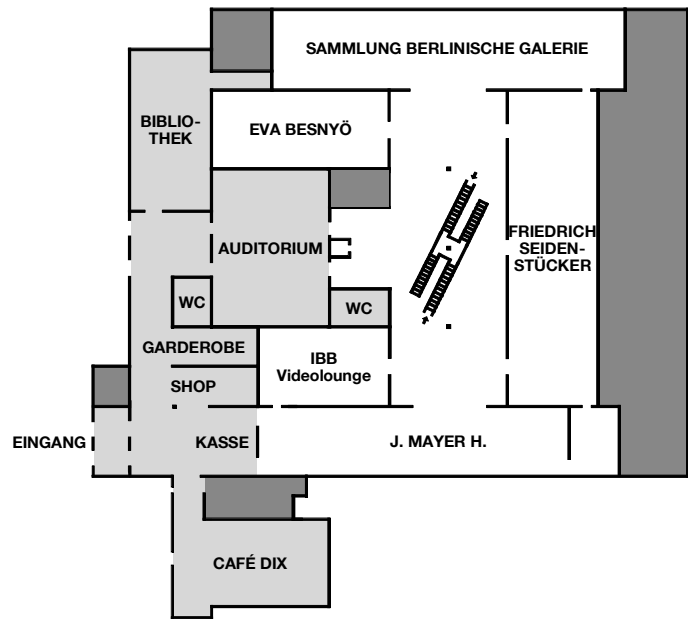 SAMMLUNG BERLINISCHE GALERIE
BIBLIO-
THEK
EVA BESNYÖ
AUDITORIUM
FRIEDRICH
SEIDEN-
STÜCKER
WC
WC
GARDEROBE
IBB
Videolounge
SHOP
EINGANG
KASSE
J. MAYER H.
CAFÉ DIX